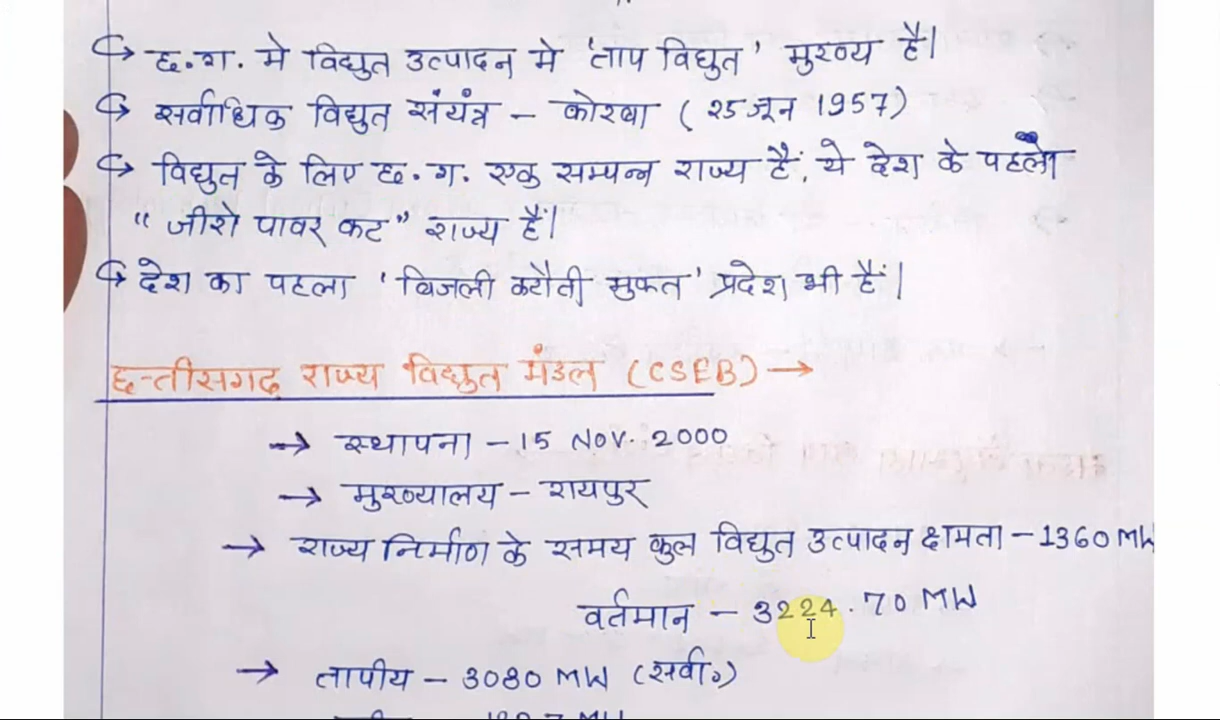 ↳ छ.ग. मे विद्युत उत्पादन मे 'ताप विद्युत' मुख्य है।
↳ सर्वाधिक विद्युत संयंत्र - कोरबा (25 जून 1957)
↳ विद्युत के लिए छ.ग. एक सम्पन्न राज्य है, ये देश के पहला
"जीरो पावर कट" राज्य हैं।
↳ देश का पहला 'बिजली कटौती मुक्त' प्रदेश भी हैं।
छत्तीसगढ़ राज्य विद्युत मंडल (CSEB) →
→ स्थापना - 15 NOV. 2000
→ मुख्यालय - रायपुर
→ राज्य निर्माण के समय कुल विद्युत उत्पादन क्षमता - 1360 MW
वर्तमान - 3224.70 MW
→ तापीय - 3080 MW (सर्वा॰)